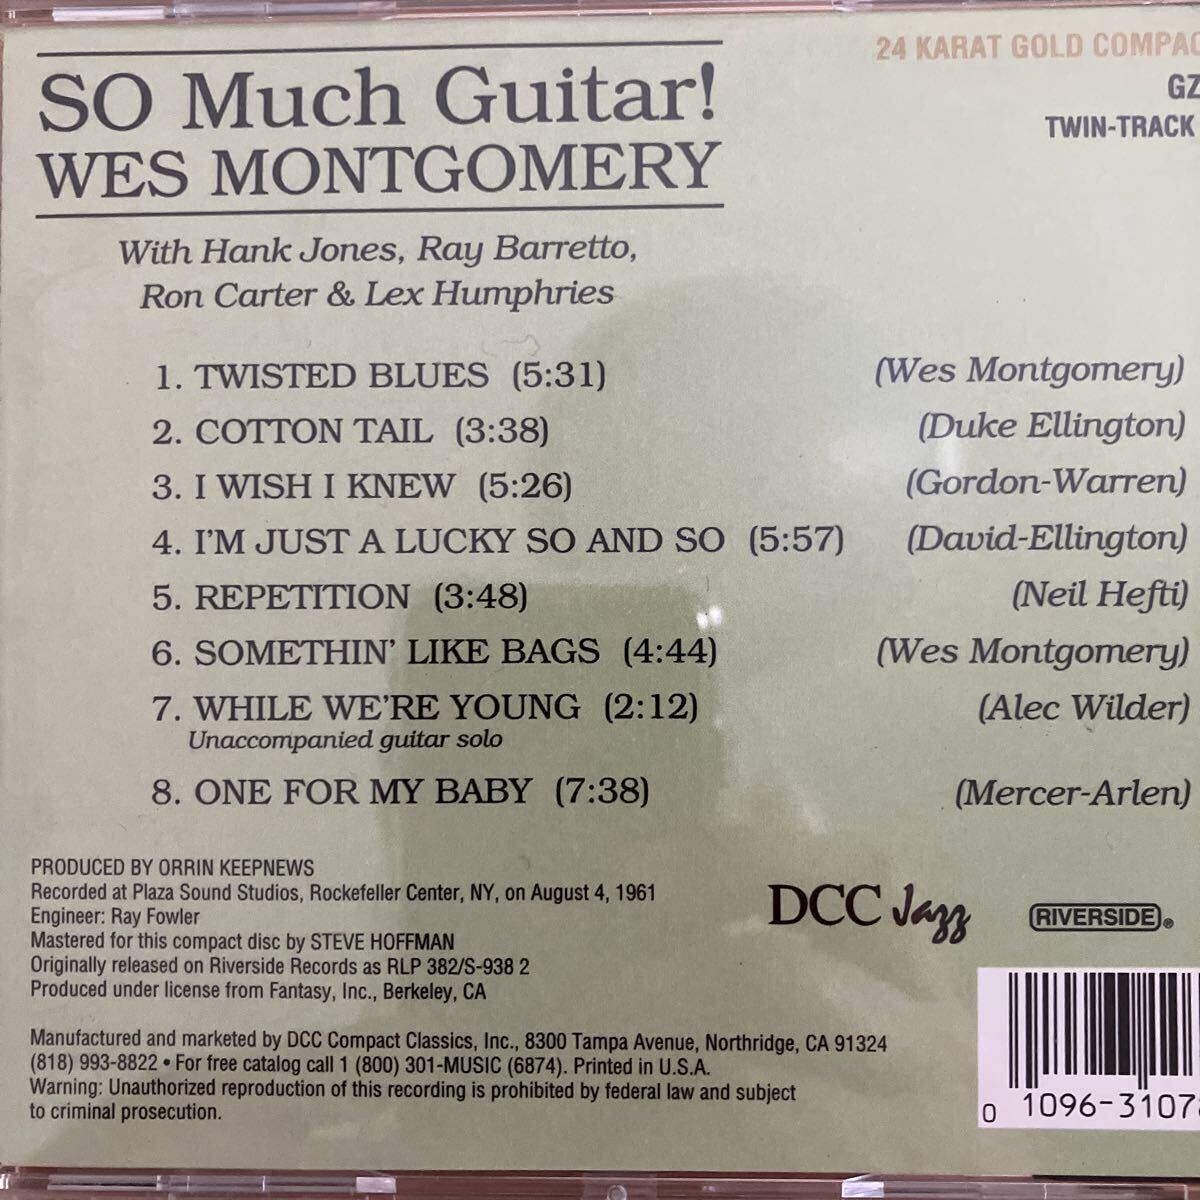 24 KARAT GOLD COMPAC
GZ
TWIN-TRACK
SO Much Guitar!
WES MONTGOMERY
With Hank Jones, Ray Barretto,
Ron Carter & Lex Humphries
1. TWISTED BLUES (5:31) (Wes Montgomery)
2. COTTON TAIL (3:38) (Duke Ellington)
3. I WISH I KNEW (5:26) (Gordon-Warren)
4. I'M JUST A LUCKY SO AND SO (5:57) (David-Ellington)
5. REPETITION (3:48) (Neil Hefti)
6. SOMETHIN' LIKE BAGS (4:44) (Wes Montgomery)
7. WHILE WE'RE YOUNG (2:12) (Alec Wilder)
Unaccompanied guitar solo
8. ONE FOR MY BABY (7:38) (Mercer-Arlen)
PRODUCED BY ORRIN KEEPNEWS
Recorded at Plaza Sound Studios, Rockefeller Center, NY, on August 4, 1961
Engineer: Ray Fowler
Mastered for this compact disc by STEVE HOFFMAN
Originally released on Riverside Records as RLP 382/S-938 2
Produced under license from Fantasy, Inc., Berkeley, CA
DCC Jazz
RIVERSIDE®
Manufactured and marketed by DCC Compact Classics, Inc., 8300 Tampa Avenue, Northridge, CA 91324
(818) 993-8822 • For free catalog call 1 (800) 301-MUSIC (6874). Printed in U.S.A.
Warning: Unauthorized reproduction of this recording is prohibited by federal law and subject
to criminal prosecution.
0 1096-3107